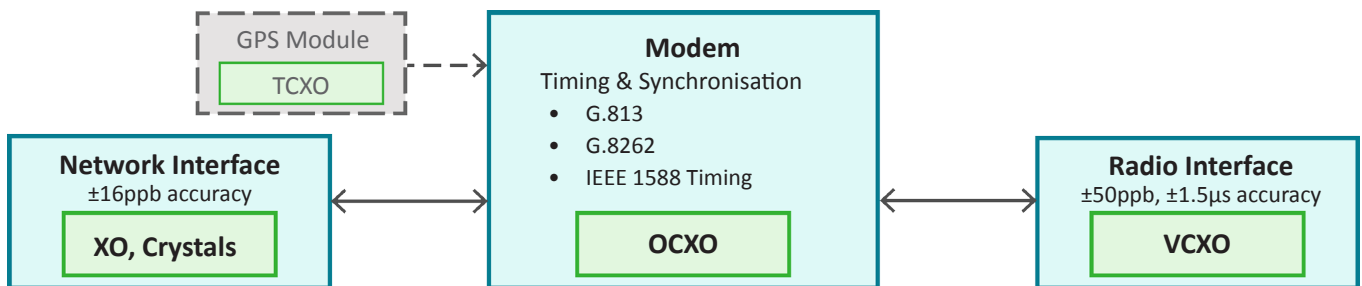 GPS Module
TCXO
Modem
Timing & Synchronisation
• G.813
• G.8262
• IEEE 1588 Timing
OCXO
Network Interface
±16ppb accuracy
XO, Crystals
Radio Interface
±50ppb, ±1.5µs accuracy
VCXO